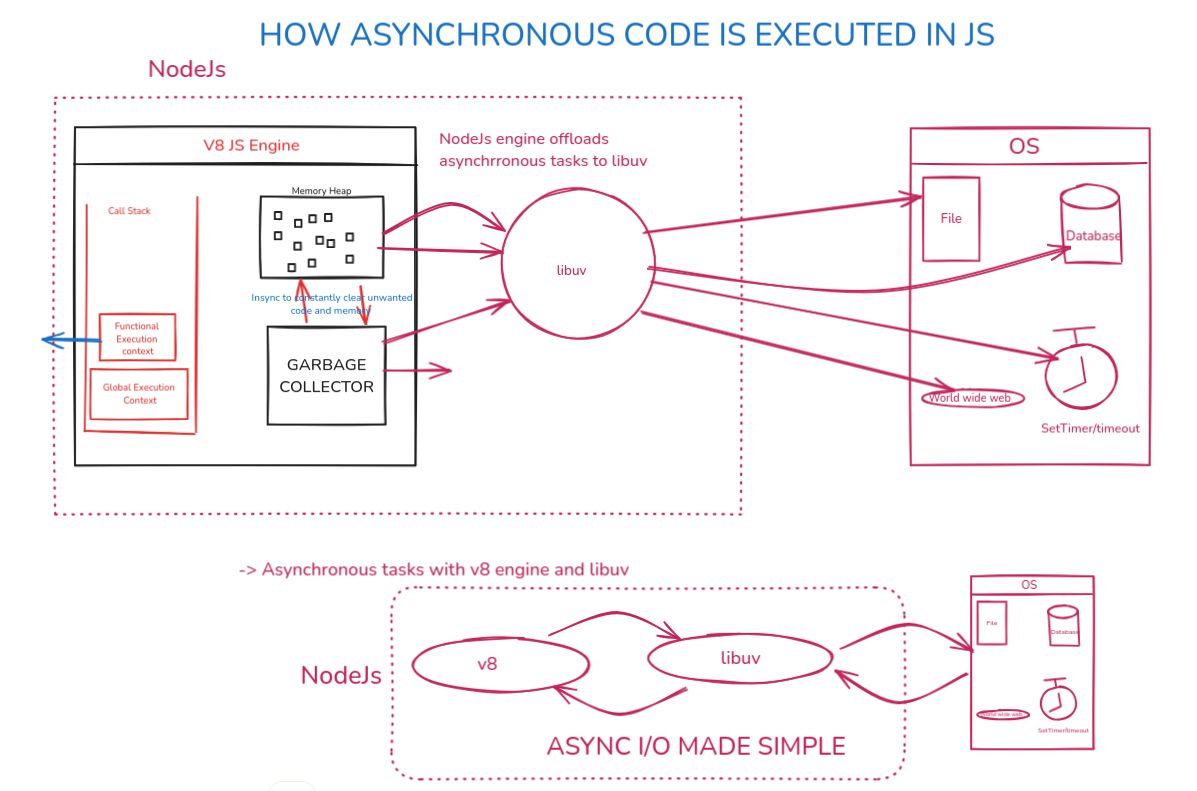 HOW ASYNCHRONOUS CODE IS EXECUTED IN JS
NodeJs
V8 JS Engine
NodeJs engine offloads
asynchrronous tasks to libuv
OS
Memory Heap
Call Stack
File
Database
libuv
Insync to constantly clear unwanted
code and memory
Functional
Execution
context
GARBAGE
COLLECTOR
Global Execution
Context
World wide web
SetTimer/timeout
-> Asynchronous tasks with v8 engine and libuv
OS
File
Database
v8
libuv
NodeJs
World wide web
SetTimer/timeout
ASYNC I/O MADE SIMPLE